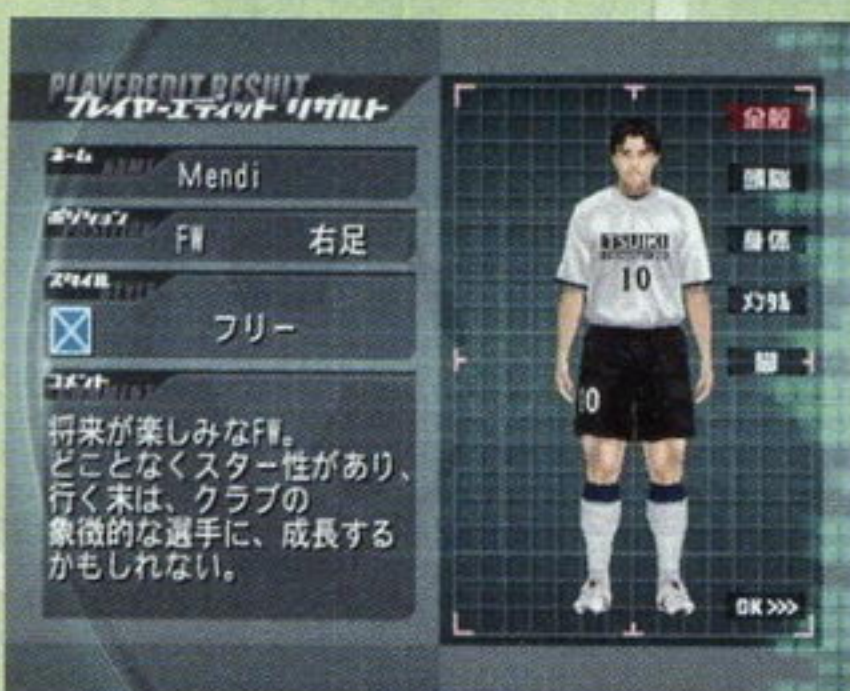 PLAYEREDIT RESULT
プレイヤーエディット リザルト
ネーム
Mendi
ポジション
FW 右足
スタイル
フリー
コメント
将来が楽しみなFW。
どことなくスター性があり、
行く末は、クラブの
象徴的な選手に、成長する
かもしれない。
全般
頭脳
身体
メンタル
脚
10
10
OK >>>